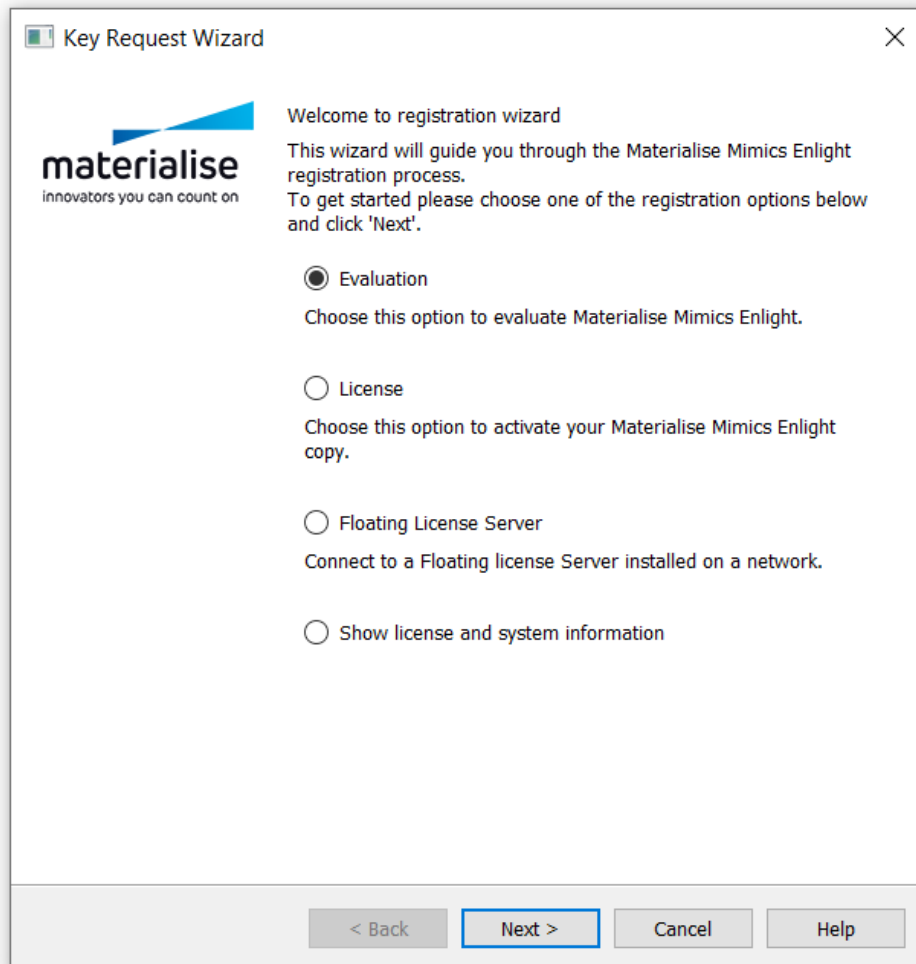 Key Request Wizard
materialise
innovators you can count on
Welcome to registration wizard
This wizard will guide you through the Materialise Mimics Enlight
registration process.
To get started please choose one of the registration options below
and click 'Next'.
Evaluation
Choose this option to evaluate Materialise Mimics Enlight.
License
Choose this option to activate your Materialise Mimics Enlight
copy.
Floating License Server
Connect to a Floating license Server installed on a network.
Show license and system information
< Back
Next >
Cancel
Help